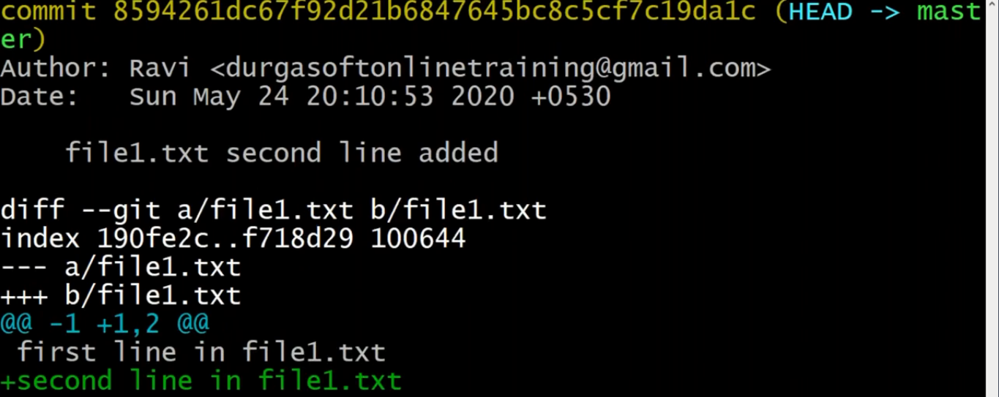 commit 8594261dc67f92d21b6847645bc8c5cf7c19da1c (HEAD -> mast
er)
Author: Ravi <durgasoftonlinetraining@gmail.com>
Date:   Sun May 24 20:10:53 2020 +0530
    file1.txt second line added
diff --git a/file1.txt b/file1.txt
index 190fe2c..f718d29 100644
--- a/file1.txt
+++ b/file1.txt
@@ -1 +1,2 @@
 first line in file1.txt
+second line in file1.txt